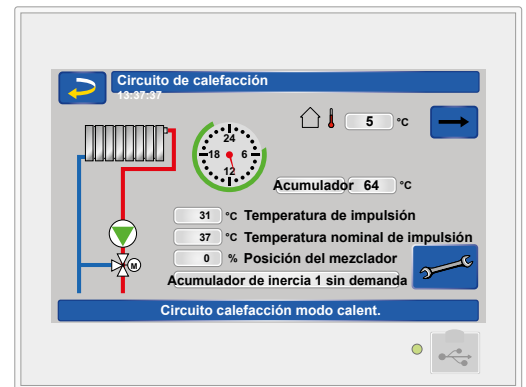 Circuito de calefacción
13:37:37
5 °C
24
18 6
12
Acumulador 64 °C
31 °C Temperatura de impulsión
37 °C Temperatura nominal de impulsión
0 % Posición del mezclador
M
Acumulador de inercia 1 sin demanda
Circuito calefacción modo calent.